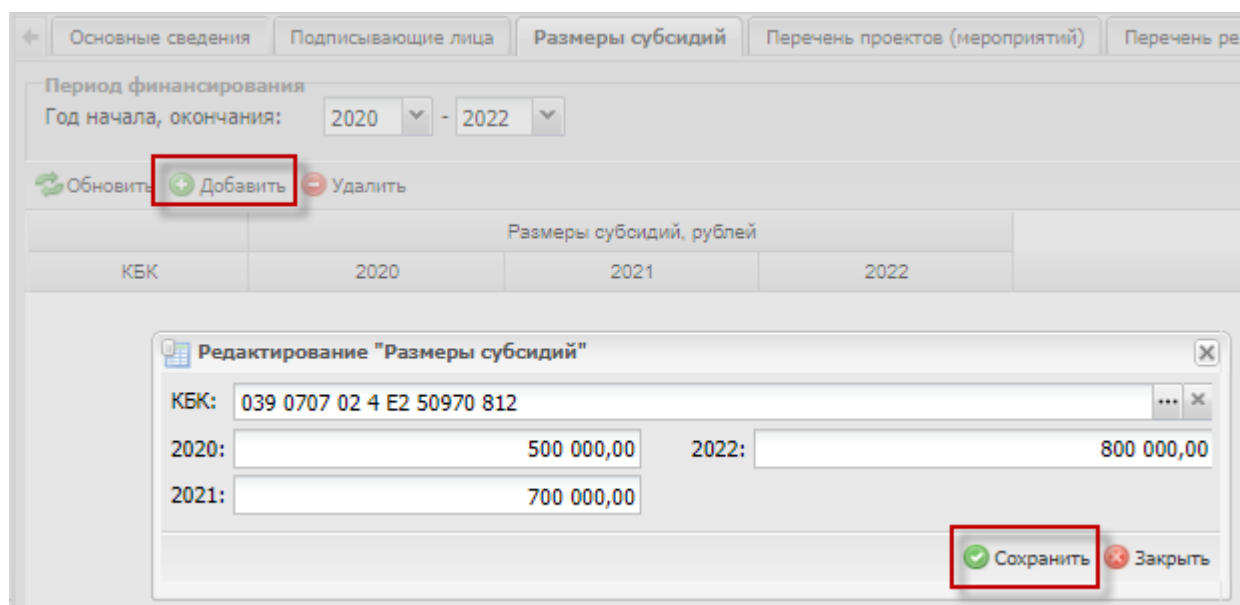 Основные сведения Подписывающие лица Размеры субсидий Перечень проектов (мероприятий) Перечень ре
Период финансирования
Год начала, окончания: 2020 - 2022
Обновить Добавить Удалить
Размеры субсидий, рублей
КБК 2020 2021 2022
Редактирование "Размеры субсидий"
КБК: 039 0707 02 4 E2 50970 812
2020: 500 000,00 2022: 800 000,00
2021: 700 000,00
Сохранить Закрыть